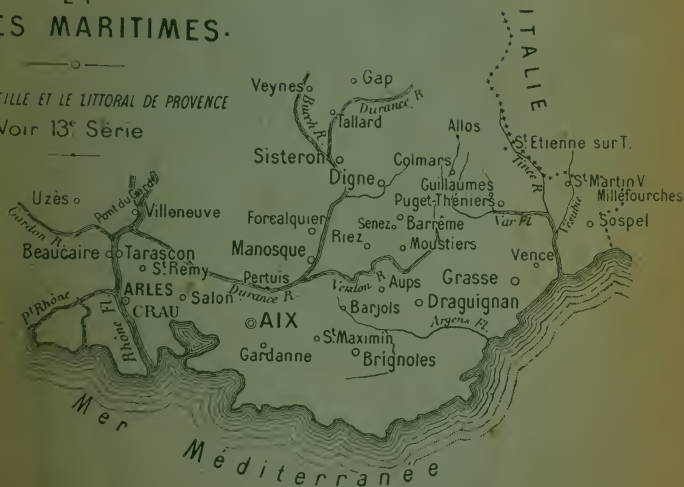 ES MARITIMES.
ILLE ET LE LITTORAL DE PROVENCE
Voir 13e Série
ITALIE
Veynes
Gap
Buech R.
Durance R
Tallard
Allos
St Etienne sur T.
Sisteron
Colmars
Tinée R
Digne
Guillaumes
St Martin V
Puget-Théniers
Milléfourches
Uzès
Pont du Gard
Villeneuve
Forcalquier
Senez
Barrême
Var Fl.
Vésubie
Sospel
Gardon R.
Riez
Moustiers
Beaucaire
Tarascon
Manosque
Vence
St Remy
Pertuis
Verdon R
Aups
Grasse
Durance R.
Pt Rhône
ARLES
Salon
Barjols
Draguignan
CRAU
Rhône Fl.
AIX
Argens Fl.
St Maximin
Gardanne
Brignoles
Mer Méditerranée